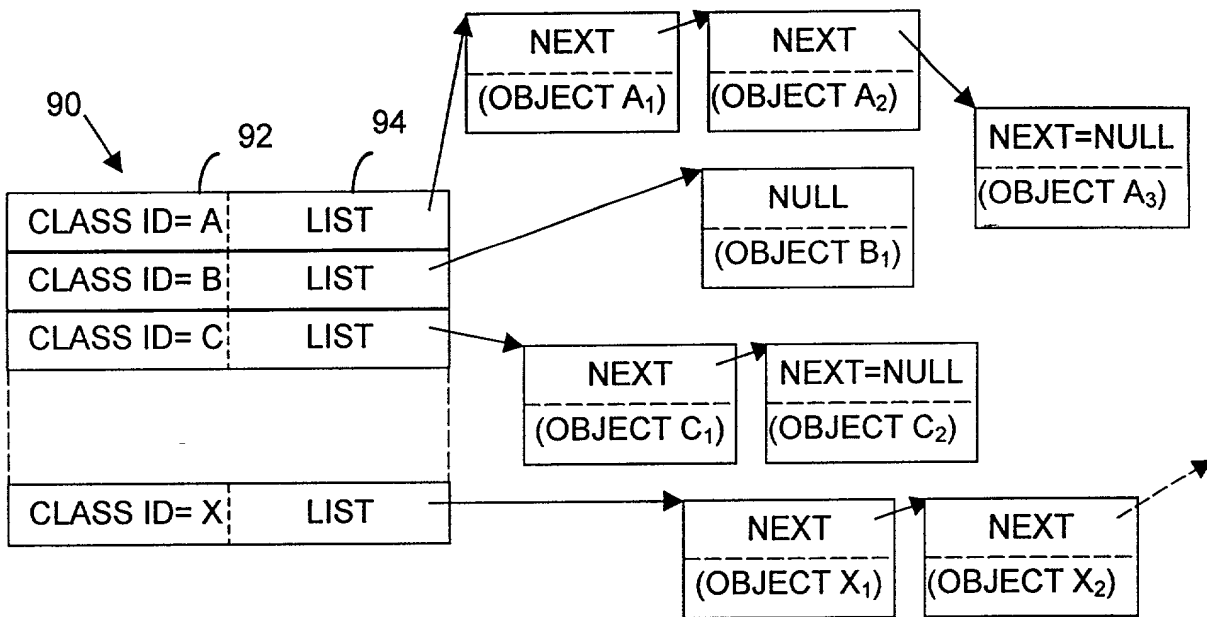 90
92
94
CLASS ID= A LIST
CLASS ID= B LIST
CLASS ID= C LIST
CLASS ID= X LIST
NEXT
(OBJECT A₁)
NEXT
(OBJECT A₂)
NEXT=NULL
(OBJECT A₃)
NULL
(OBJECT B₁)
NEXT
(OBJECT C₁)
NEXT=NULL
(OBJECT C₂)
NEXT
(OBJECT X₁)
NEXT
(OBJECT X₂)